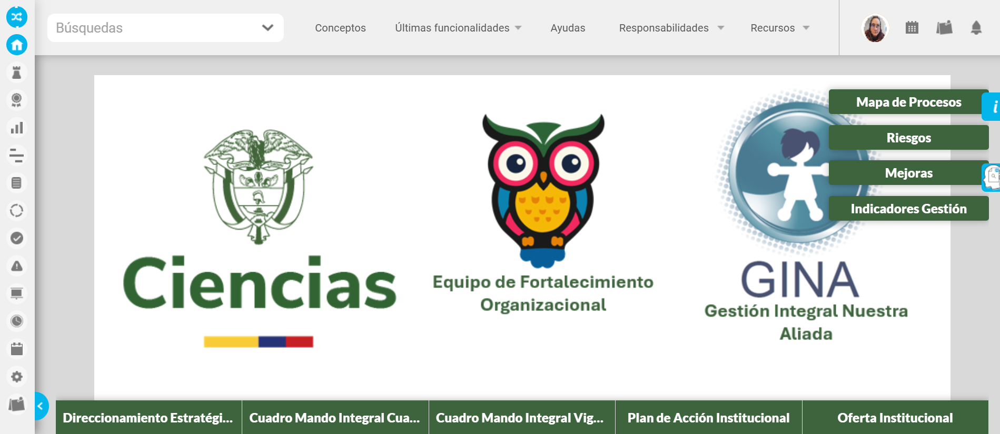 Búsquedas
Conceptos
Últimas funcionalidades
Ayudas
Responsabilidades
Recursos
Mapa de Procesos
i
Riesgos
Mejoras
Indicadores Gestión
Ciencias
Equipo de Fortalecimiento
Organizacional
GINA
Gestión Integral Nuestra
Aliada
Direccionamiento Estratégi...
Cuadro Mando Integral Cua...
Cuadro Mando Integral Vig...
Plan de Acción Institucional
Oferta Institucional